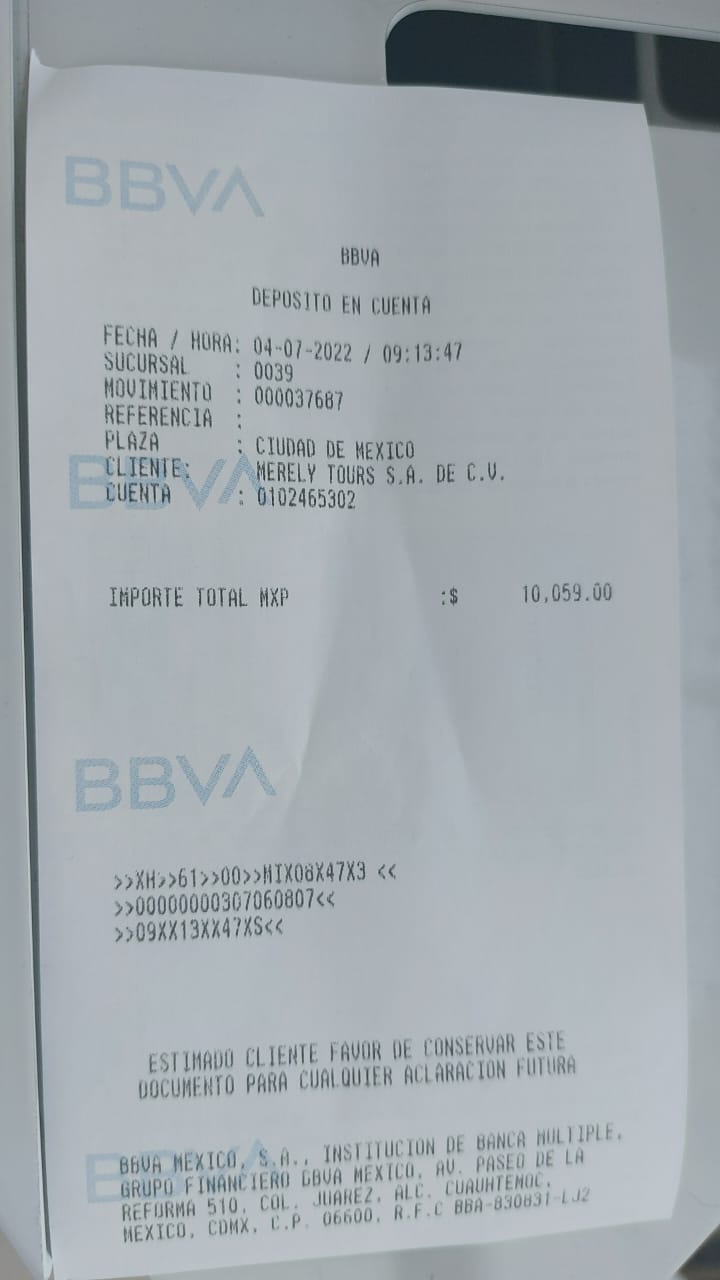 BBVA
BBVA
DEPOSITO EN CUENTA
FECHA / HORA: 04-07-2022 / 09:13:47
SUCURSAL : 0039
MOVIMIENTO : 000037687
REFERENCIA :
PLAZA : CIUDAD DE MEXICO
CLIENTE: MERELY TOURS S.A. DE C.V.
BBVA
CUENTA : 0102465302
IMPORTE TOTAL MXP :$ 10,059.00
BBVA
>>XH>>61>>00>>MIX08X47X3 <<
>>00000000307060807<<
>>09XX13XX47XS<<
ESTIMADO CLIENTE FAVOR DE CONSERVAR ESTE
DOCUMENTO PARA CUALQUIER ACLARACION FUTURA
BBVA
BBVA MEXICO, S.A., INSTITUCION DE BANCA MULTIPLE,
GRUPO FINANCIERO BBVA MEXICO, AV. PASEO DE LA
REFORMA 510, COL. JUAREZ, ALC. CUAUHTEMOC,
MEXICO, CDMX, C.P. 06600, R.F.C BBA-830831-LJ2